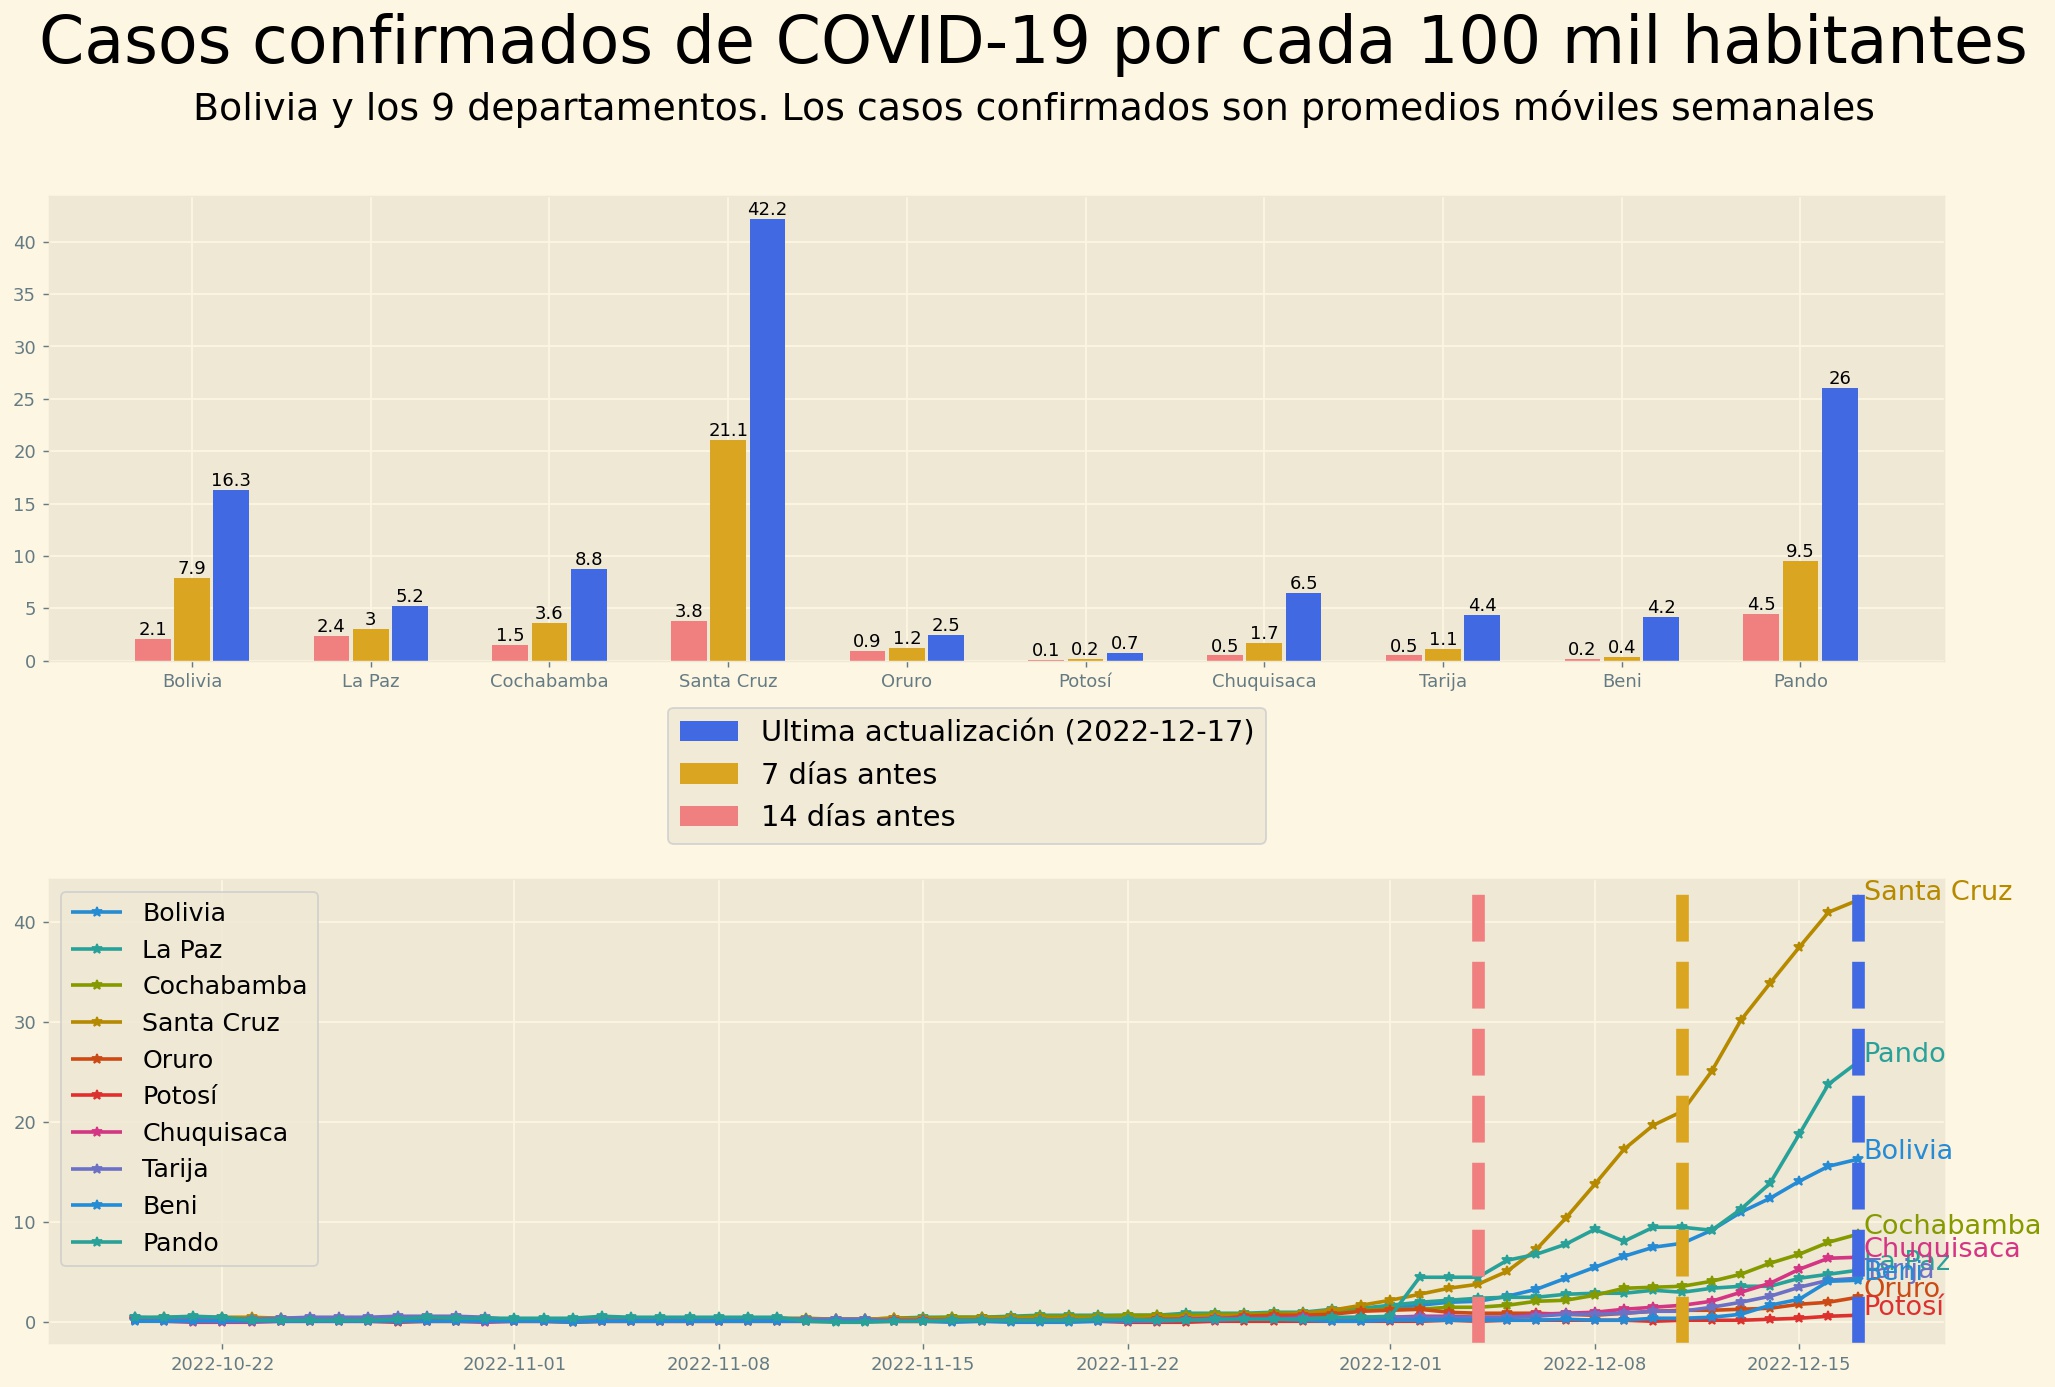 Casos confirmados de COVID-19 por cada 100 mil habitantes
Bolivia y los 9 departamentos. Los casos confirmados son promedios móviles semanales
42.2
40
35
30
26
25
21.1
20
16.3
15
10
9.5
8.8
7.9
6.5
5.2
5
4.5
4.4
4.2
3.8
3.6
3
2.5
2.4
2.1
1.7
1.5
1.2
1.1
0.9
0.7
0.5
0.5
0.4
0.2
0.2
0.1
0
Bolivia La Paz Cochabamba Santa Cruz Oruro Potosí Chuquisaca Tarija Beni Pando
Ultima actualización (2022-12-17)
7 días antes
14 días antes
Bolivia
La Paz
Cochabamba
Santa Cruz
Oruro
Potosí
Chuquisaca
Tarija
Beni
Pando
40
30
20
10
0
Santa Cruz
Pando
Bolivia
Cochabamba
Chuquisaca
La Paz
Tarija
Beni
Oruro
Potosí
2022-10-22 2022-11-01 2022-11-08 2022-11-15 2022-11-22 2022-12-01 2022-12-08 2022-12-15